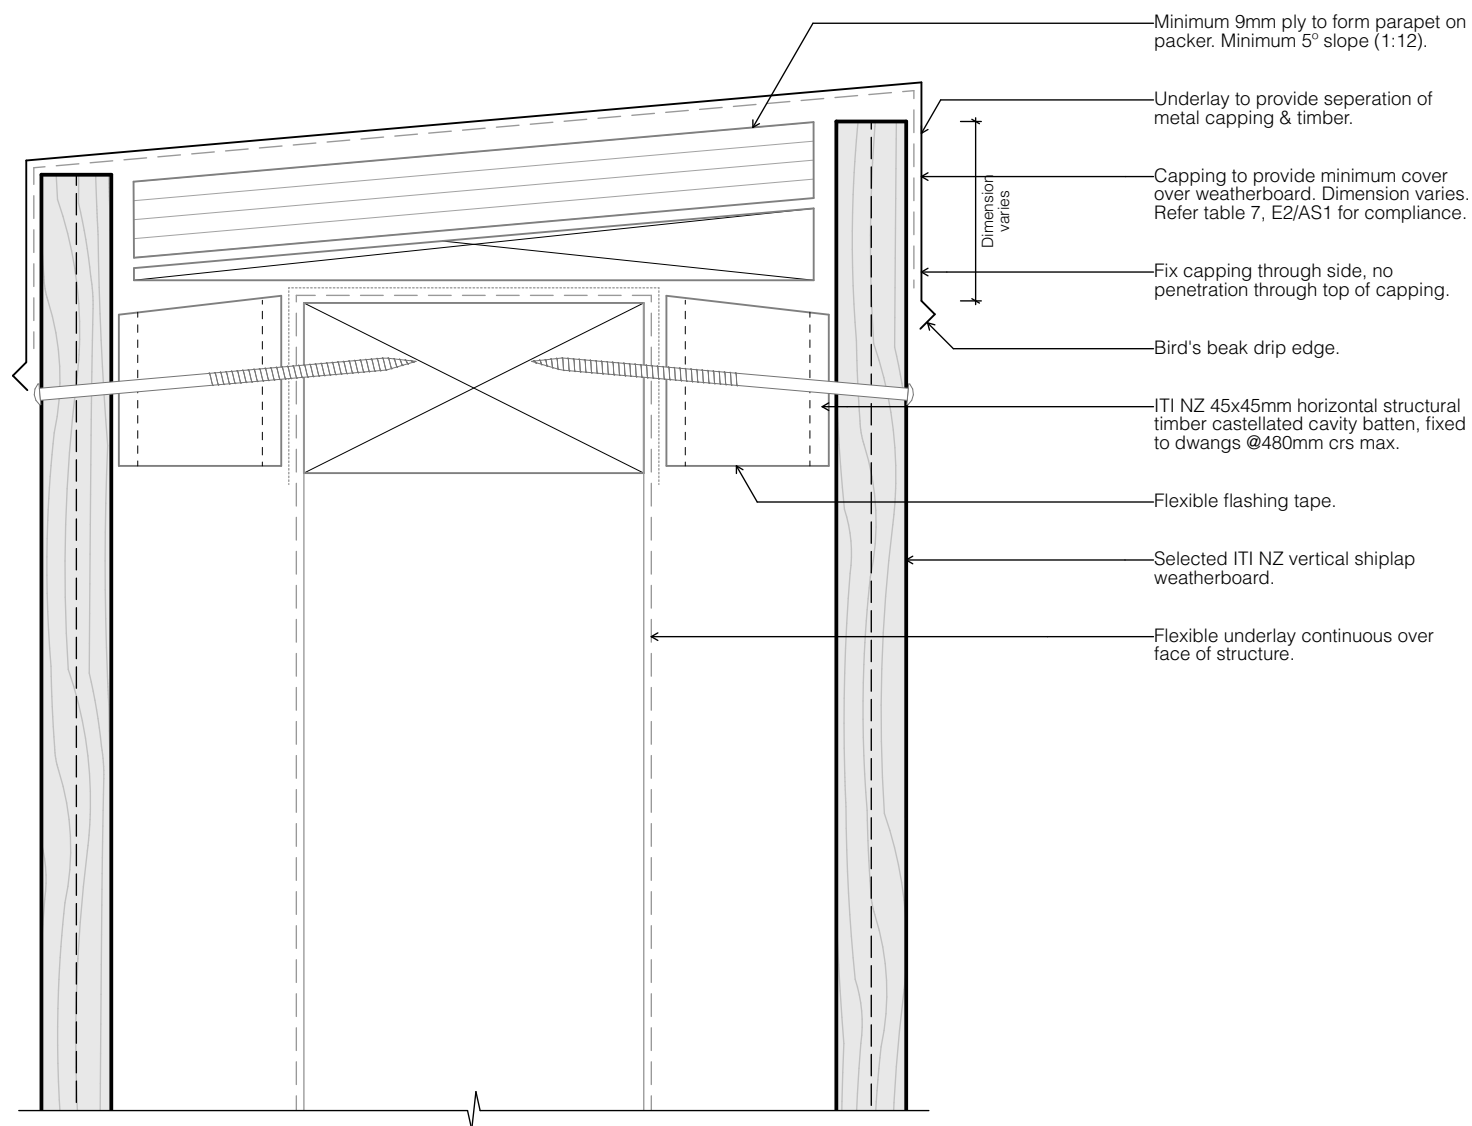 Minimum 9mm ply to form parapet on
packer. Minimum 5° slope (1:12).
Underlay to provide seperation of
metal capping & timber.
Capping to provide minimum cover
over weatherboard. Dimension varies.
Refer table 7, E2/AS1 for compliance.
Dimension
varies
Fix capping through side, no
penetration through top of capping.
Bird's beak drip edge.
ITI NZ 45x45mm horizontal structural
timber castellated cavity batten, fixed
to dwangs @480mm crs max.
Flexible flashing tape.
Selected ITI NZ vertical shiplap
weatherboard.
Flexible underlay continuous over
face of structure.